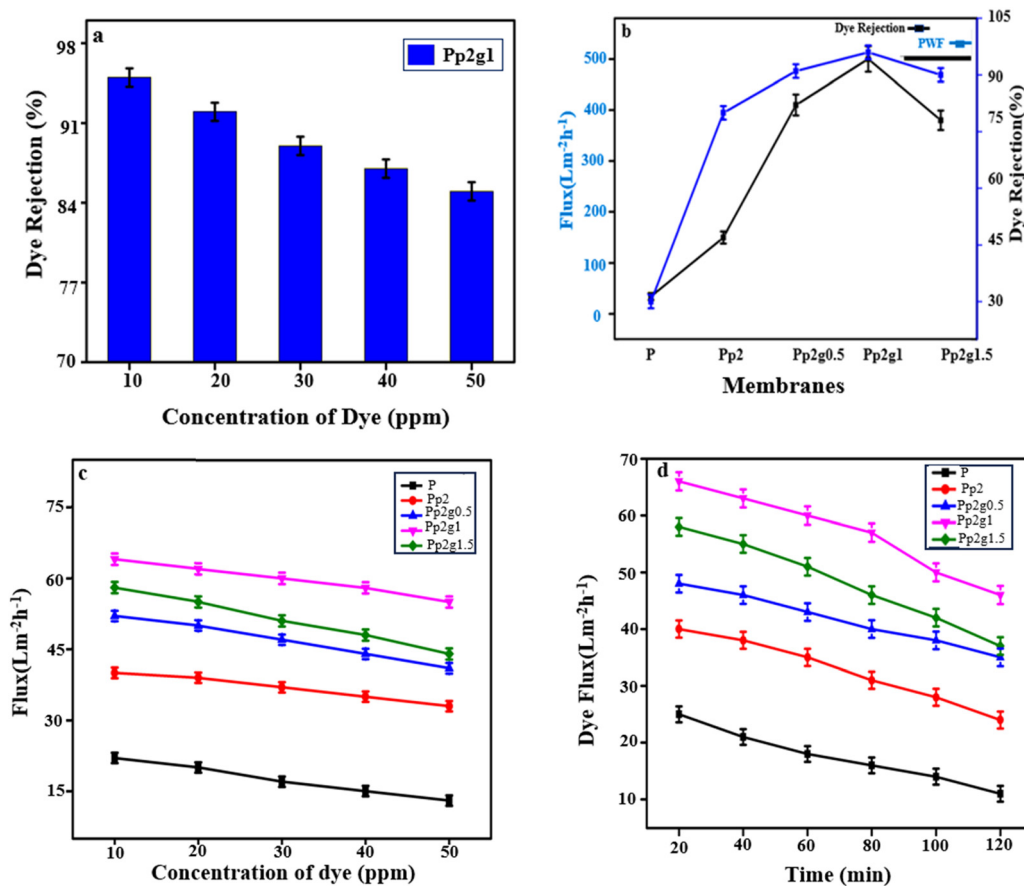 a
Pp2g1
98
91
84
77
70
Dye Rejection (%)
10 20 30 40 50
Concentration of Dye (ppm)
b
Dye Rejection
PWF
500
400
300
200
100
0
Flux(Lm-2h-1)
105
90
75
60
45
30
Dye Rejection(%)
P Pp2 Pp2g0.5 Pp2g1 Pp2g1.5
Membranes
c
P
Pp2
Pp2g0.5
Pp2g1
Pp2g1.5
75
60
45
30
15
Flux(Lm-2h-1)
10 20 30 40 50
Concentration of dye (ppm)
d
P
Pp2
Pp2g0.5
Pp2g1
Pp2g1.5
70
60
50
40
30
20
10
Dye Flux(Lm-2h-1)
20 40 60 80 100 120
Time (min)